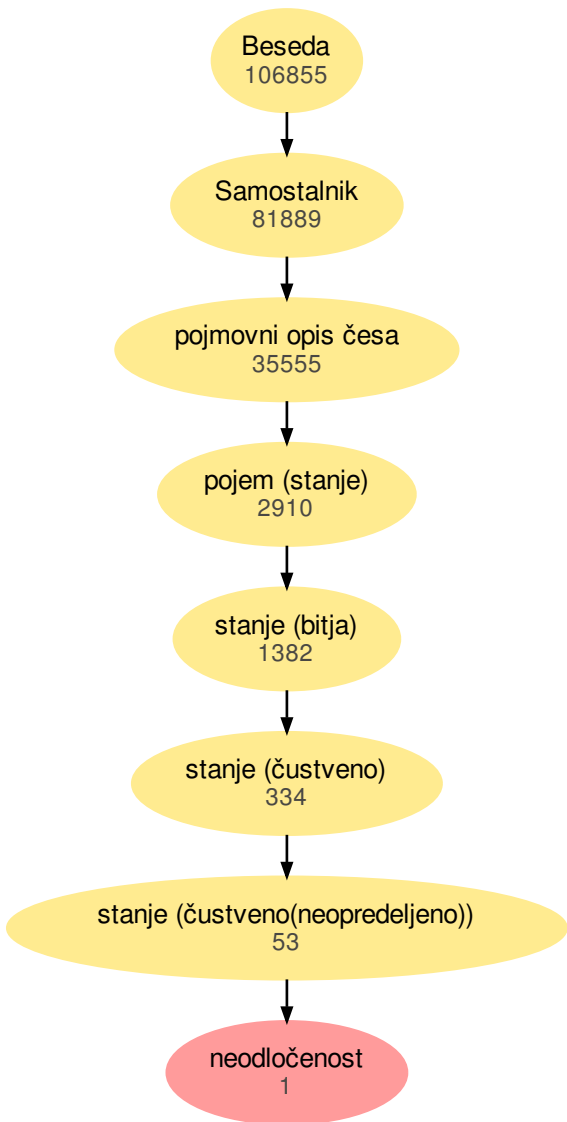 Beseda
106855
Samostalnik
81889
pojmovni opis česa
35555
pojem (stanje)
2910
stanje (bitja)
1382
stanje (čustveno)
334
stanje (čustveno(neopredeljeno))
53
neodločenost
1